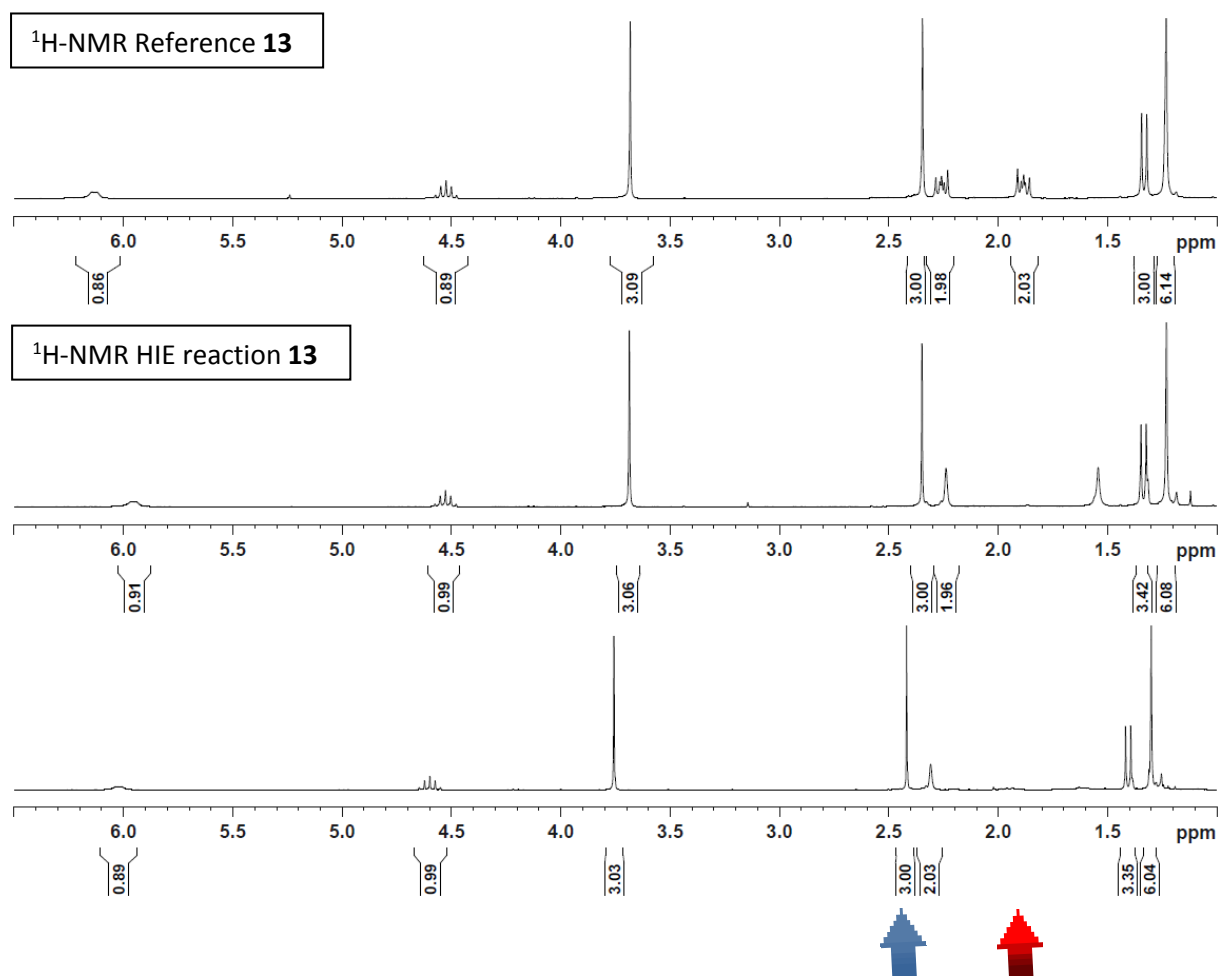 ¹H-NMR Reference 13
6.0 5.5 5.0 4.5 4.0 3.5 3.0 2.5 2.0 1.5 ppm
0.86 0.89 3.09 3.00 1.98 2.03 3.00 6.14
¹H-NMR HIE reaction 13
6.0 5.5 5.0 4.5 4.0 3.5 3.0 2.5 2.0 1.5 ppm
0.91 0.99 3.06 3.00 1.96 3.42 6.08
6.0 5.5 5.0 4.5 4.0 3.5 3.0 2.5 2.0 1.5 ppm
0.89 0.99 3.03 3.00 2.03 3.35 6.04